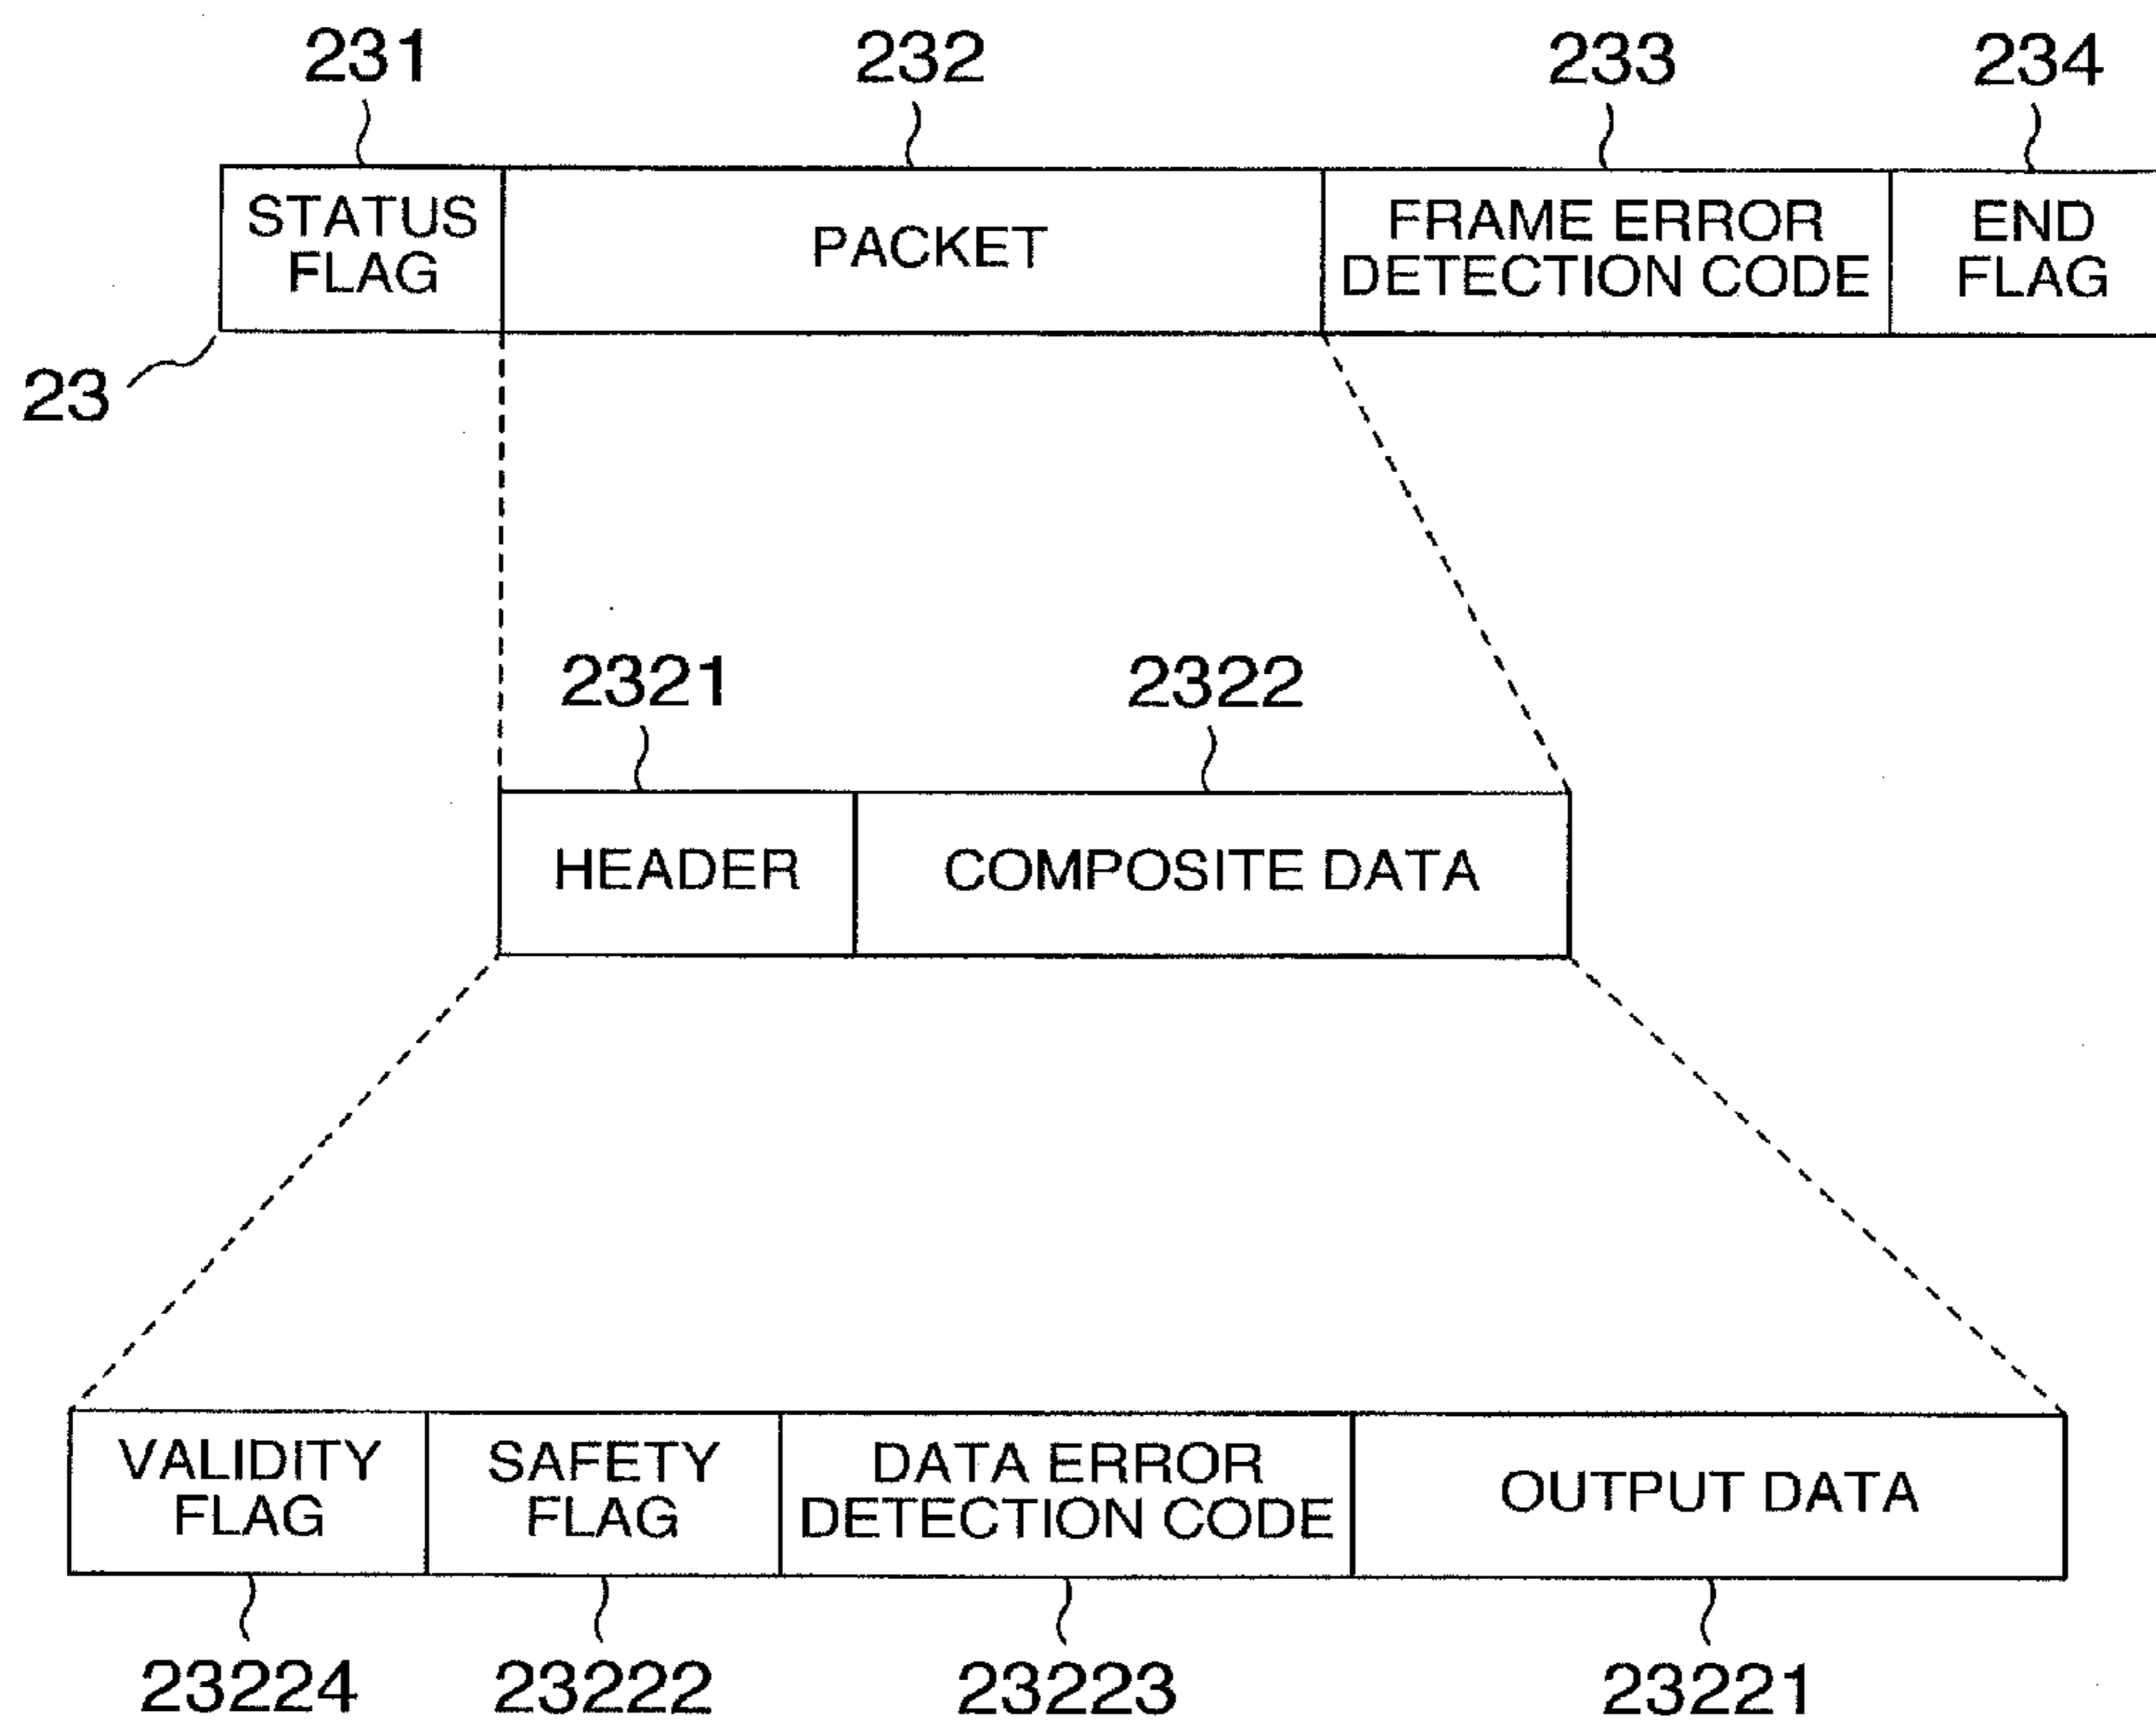 231
232
233
234
STATUS
FLAG
PACKET
FRAME ERROR
DETECTION CODE
END
FLAG
23
2321
2322
HEADER
COMPOSITE DATA
VALIDITY
FLAG
SAFETY
FLAG
DATA ERROR
DETECTION CODE
OUTPUT DATA
23224
23222
23223
23221